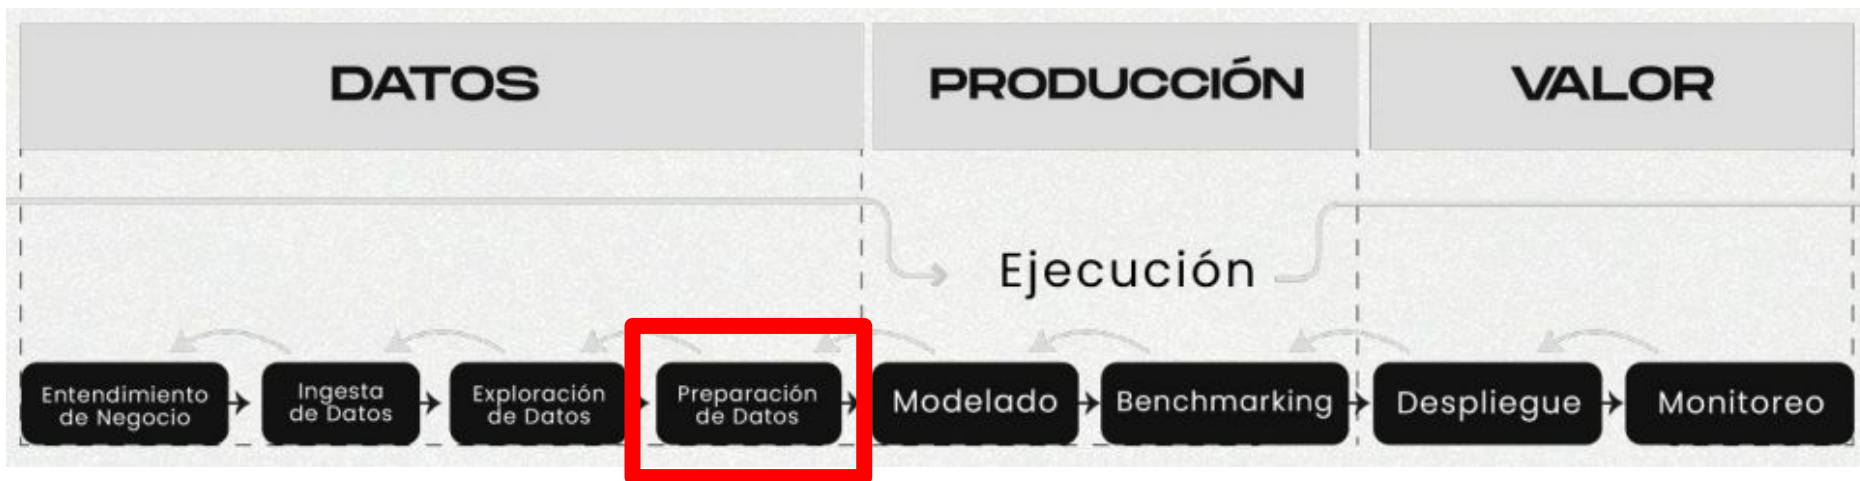 DATOS
PRODUCCIÓN
VALOR
Ejecución
Entendimiento
de Negocio
Ingesta
de Datos
Exploración
de Datos
Preparación
de Datos
Modelado
Benchmarking
Despliegue
Monitoreo